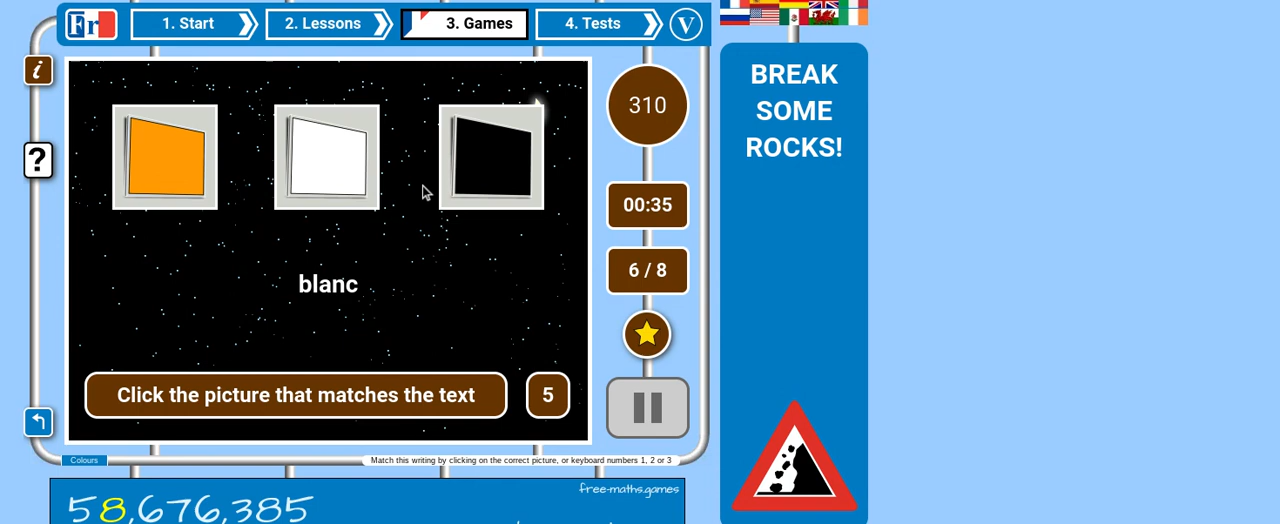 Fr
1. Start
2. Lessons
3. Games
4. Tests
V
i
?
310
00:35
6 / 8
blanc
Click the picture that matches the text
5
Colours
Match this writing by clicking on the correct picture, or keyboard numbers 1, 2 or 3
free-maths.games
58,676,385
BREAK
SOME
ROCKS!